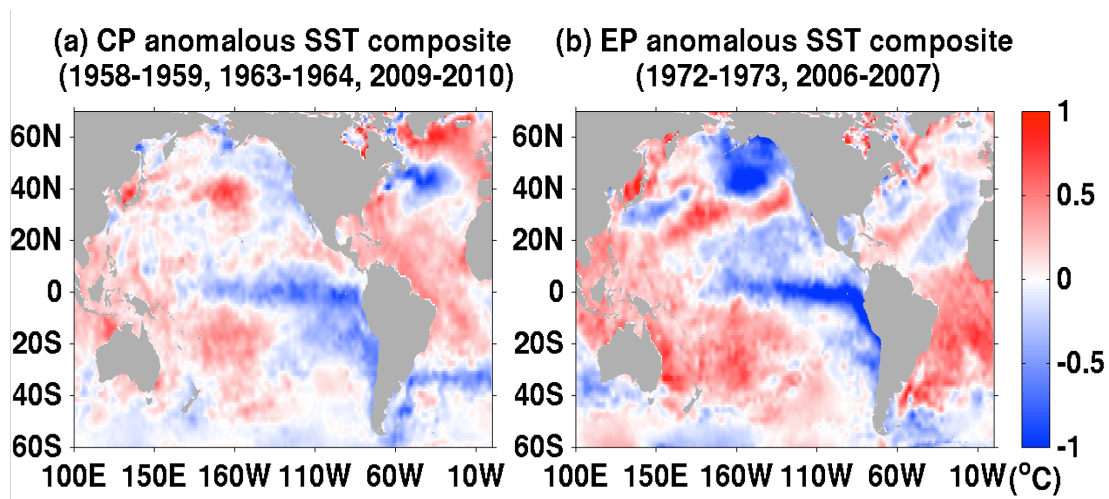 (a) CP anomalous SST composite
(1958-1959, 1963-1964, 2009-2010)
(b) EP anomalous SST composite
(1972-1973, 2006-2007)
60N
40N
20N
0
20S
40S
60S
100E 150E 160W 110W 60W 10W
60N
40N
20N
0
20S
40S
60S
100E 150E 160W 110W 60W 10W
1
0.5
0
-0.5
-1
(°C)